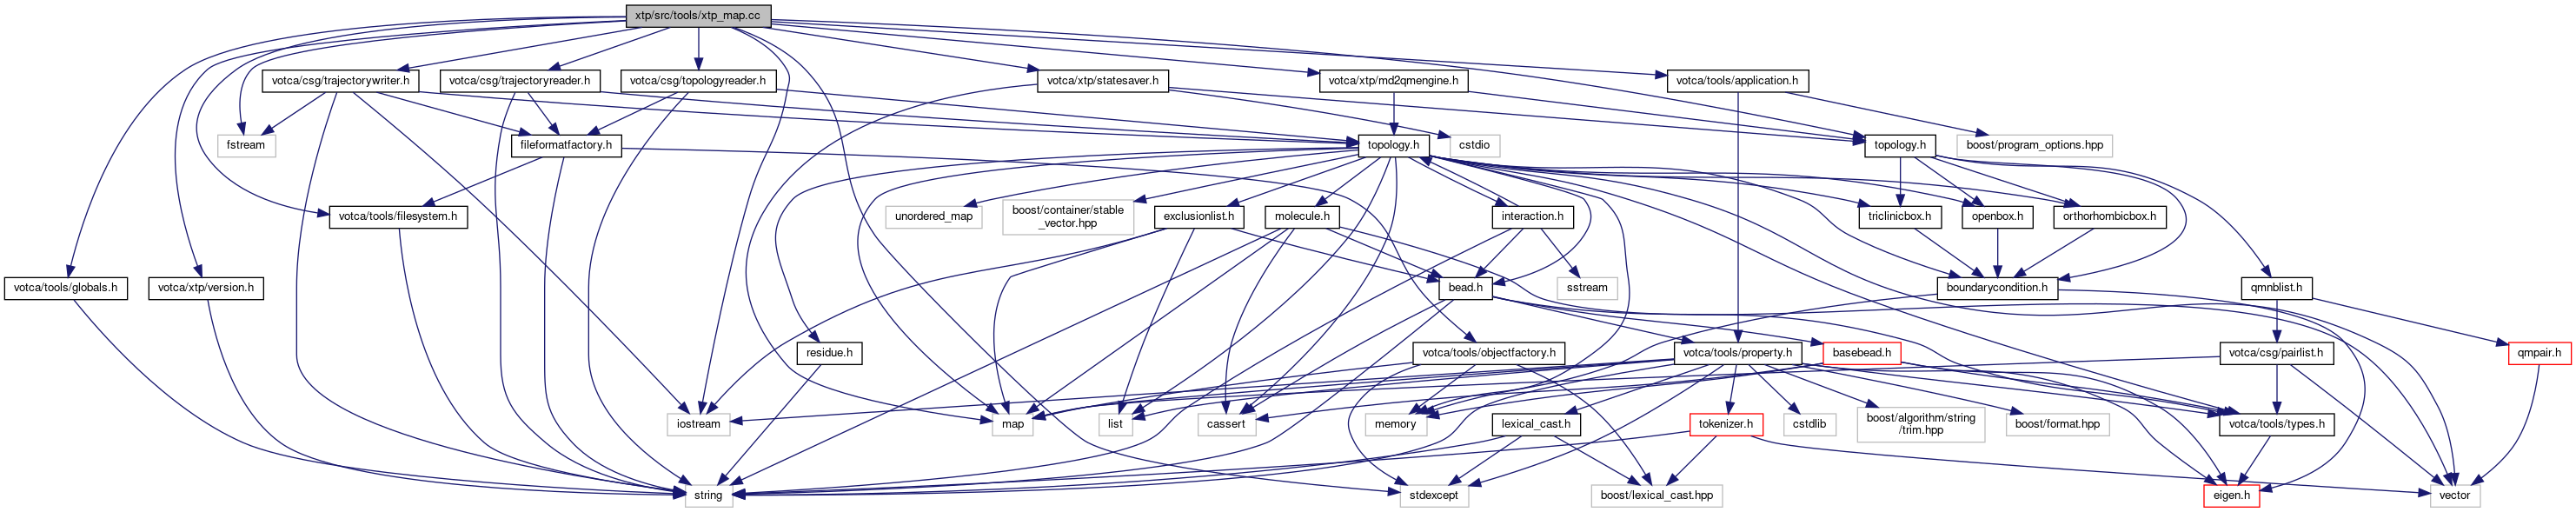 xtp/src/tools/xtp_map.cc
votca/csg/trajectorywriter.h
votca/csg/trajectoryreader.h
votca/csg/topologyreader.h
votca/xtp/statesaver.h
votca/xtp/md2qmengine.h
votca/tools/application.h
fstream
fileformatfactory.h
topology.h
cstdio
topology.h
boost/program_options.hpp
votca/tools/filesystem.h
unordered_map
boost/container/stable
_vector.hpp
exclusionlist.h
molecule.h
interaction.h
triclinicbox.h
openbox.h
orthorhombicbox.h
votca/tools/globals.h
votca/xtp/version.h
bead.h
sstream
boundarycondition.h
qmnblist.h
residue.h
votca/tools/objectfactory.h
votca/tools/property.h
basebead.h
votca/csg/pairlist.h
qmpair.h
iostream
map
list
cassert
memory
lexical_cast.h
tokenizer.h
cstdlib
boost/algorithm/string
/trim.hpp
boost/format.hpp
votca/tools/types.h
string
stdexcept
boost/lexical_cast.hpp
eigen.h
vector